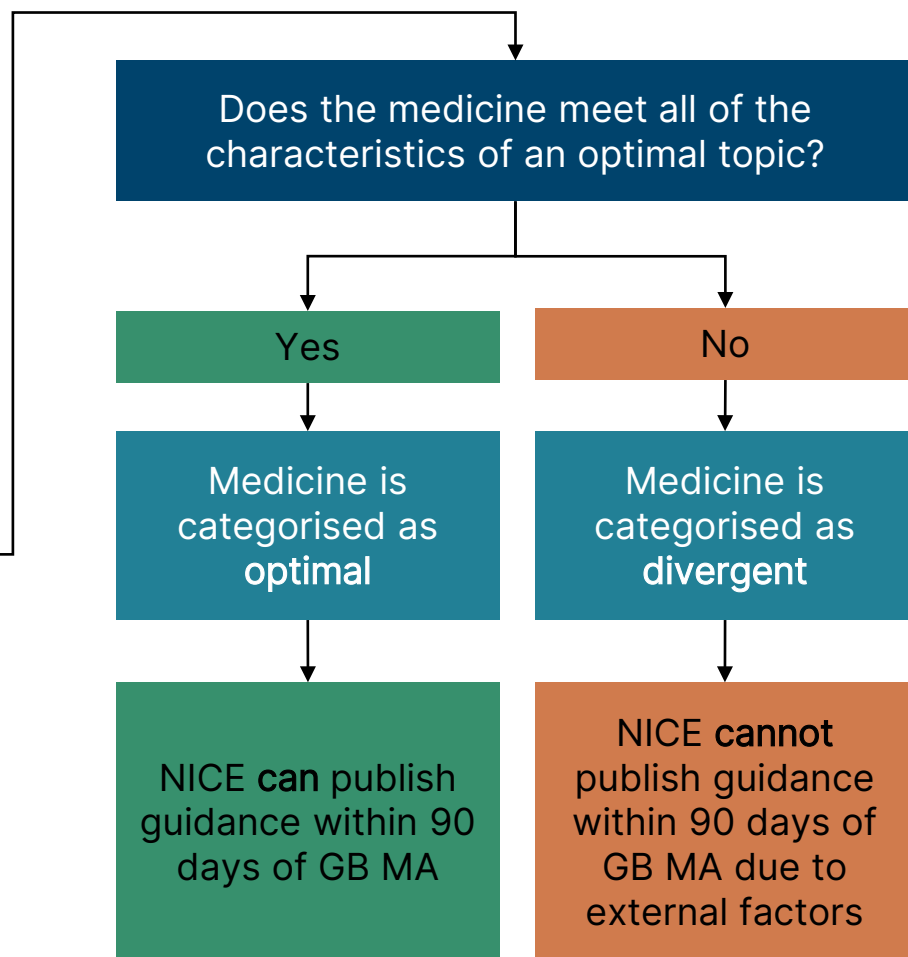 Does the medicine meet all of the
characteristics of an optimal topic?
Yes
No
Medicine is
categorised as
optimal
Medicine is
categorised as
divergent
NICE can publish
guidance within 90
days of GB MA
NICE cannot
publish guidance
within 90 days of
GB MA due to
external factors